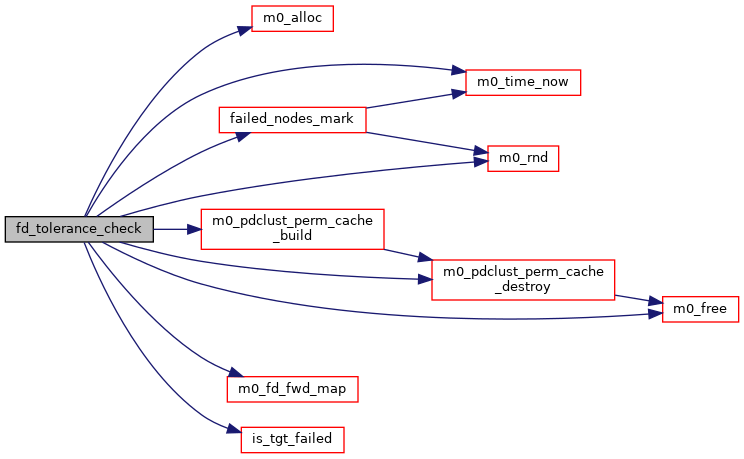 m0_alloc
m0_time_now
failed_nodes_mark
m0_rnd
fd_tolerance_check
m0_pdclust_perm_cache
_build
m0_pdclust_perm_cache
_destroy
m0_free
m0_fd_fwd_map
is_tgt_failed